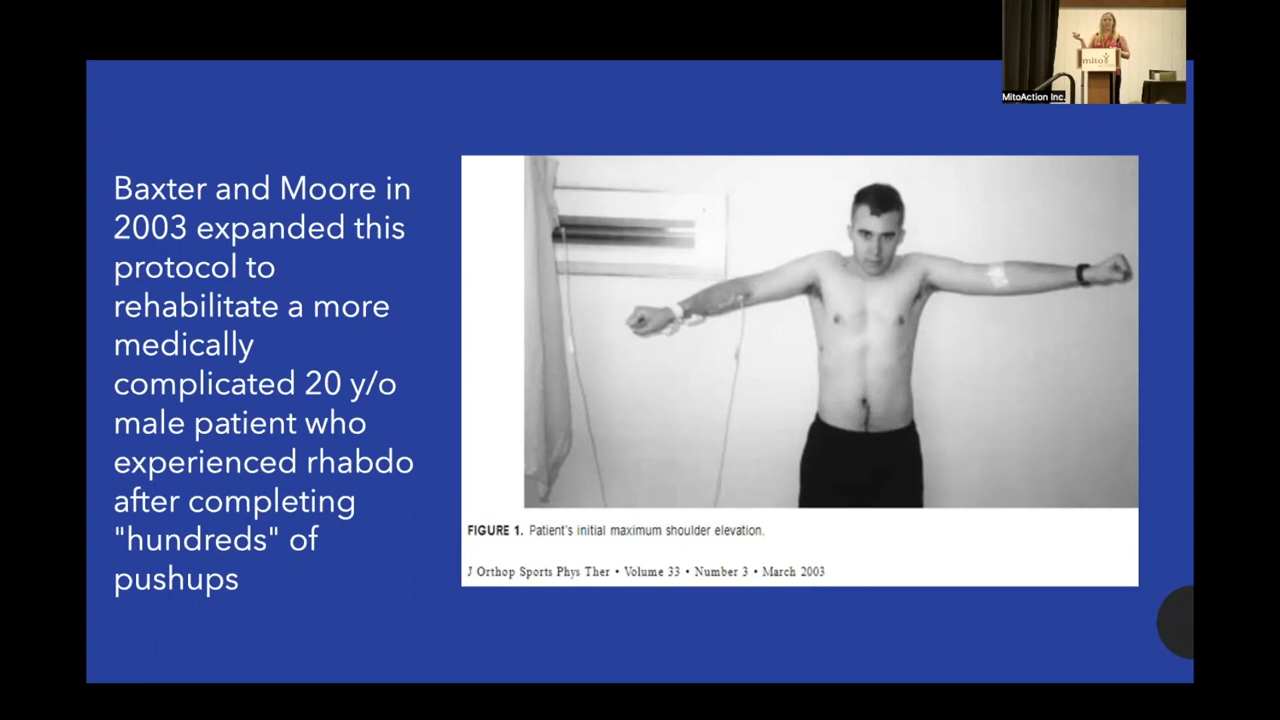 mito
MitoAction Inc.
Baxter and Moore in
2003 expanded this
protocol to
rehabilitate a more
medically
complicated 20 y/o
male patient who
experienced rhabdo
after completing
"hundreds" of
pushups
FIGURE 1. Patient's initial maximum shoulder elevation.
J Orthop Sports Phys Ther • Volume 33 • Number 3 • March 2003